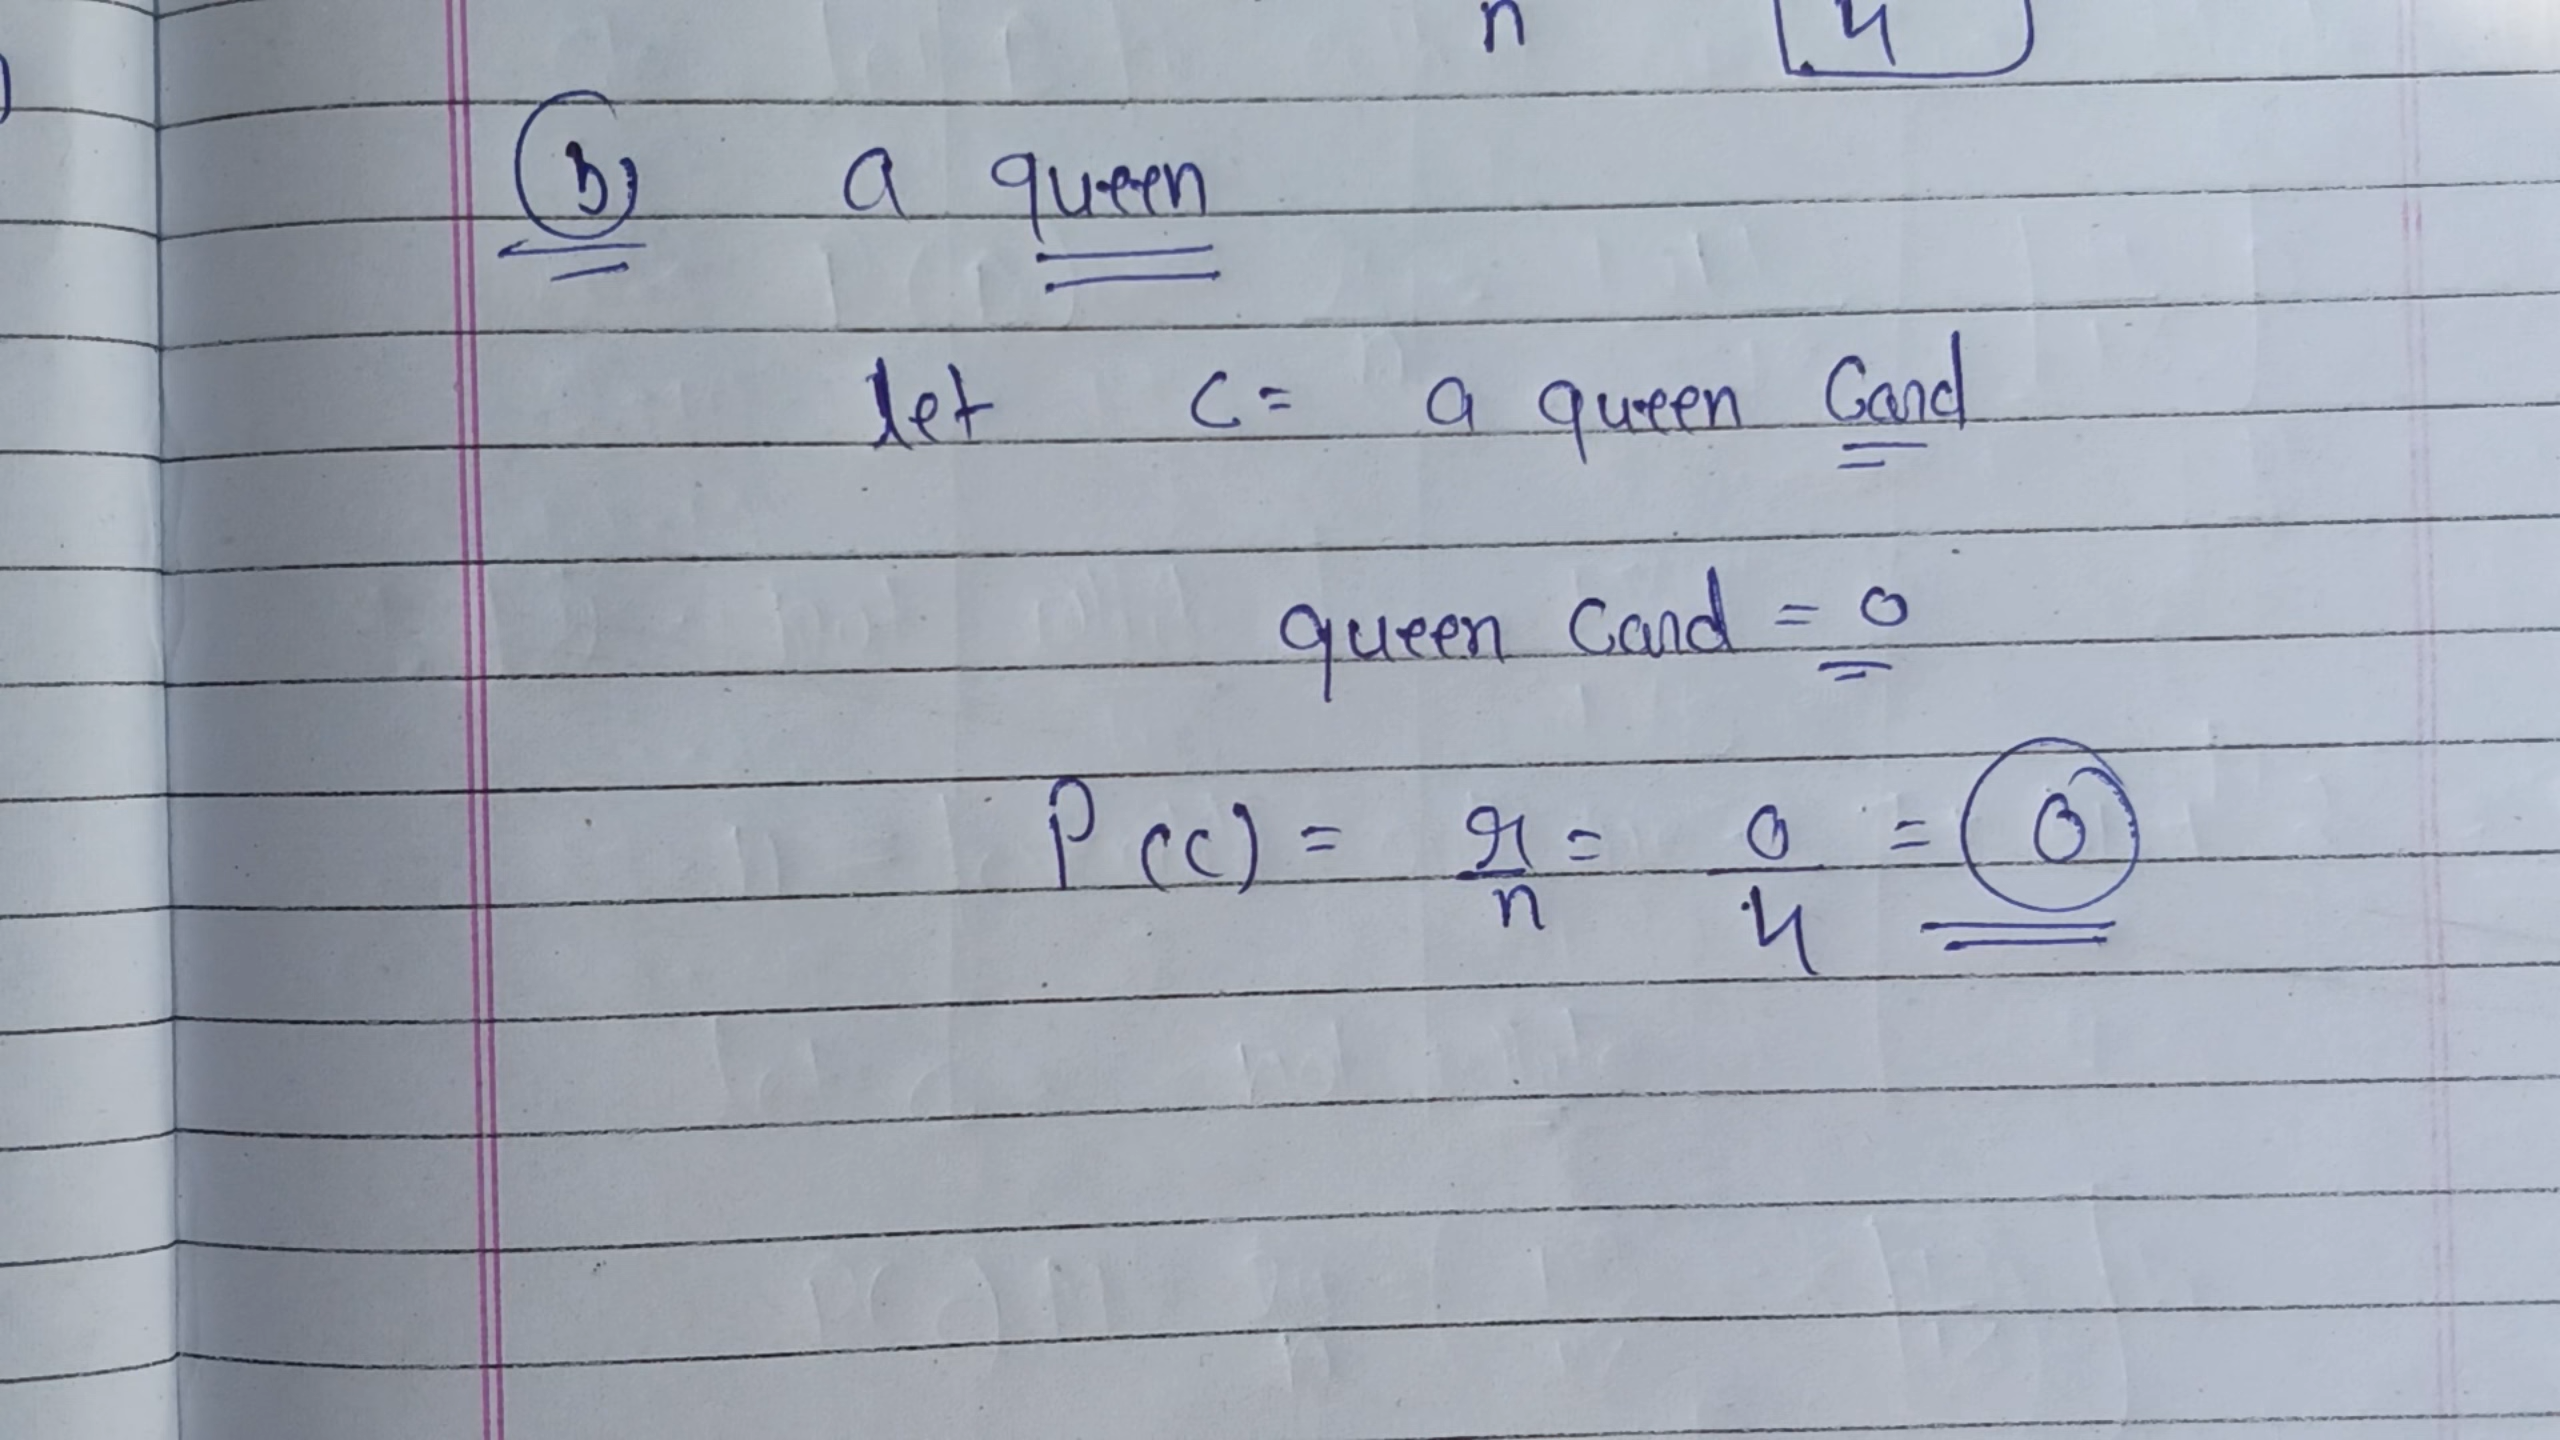 n 4
b) a queen
let C = a queen Card
queen Card = 0
P(C) = r/n = 0/4 = 0